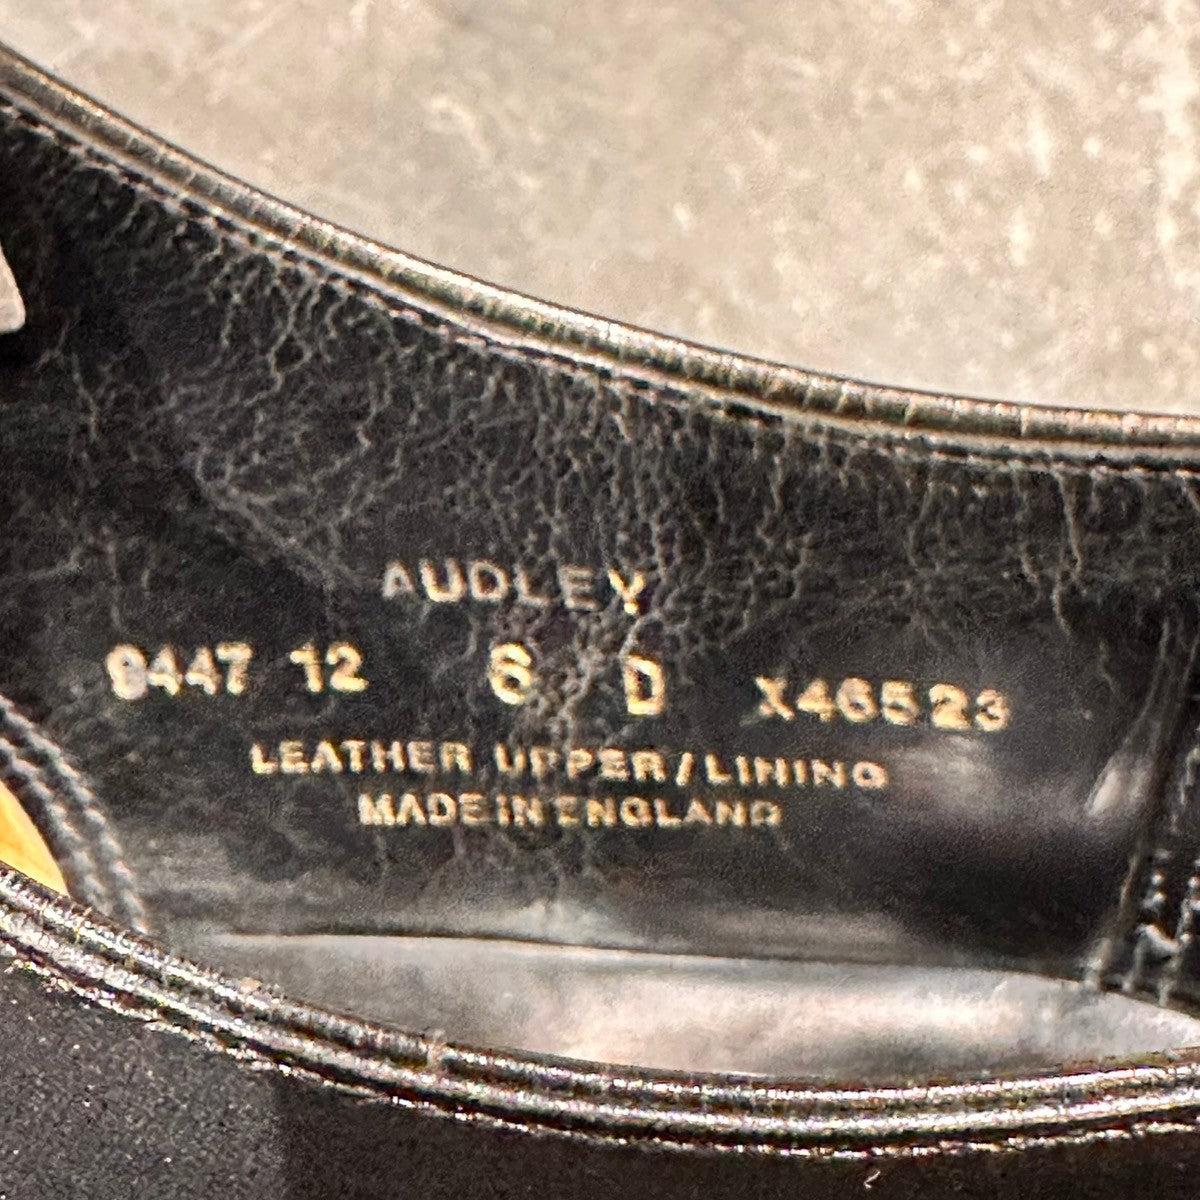 AUDLEY
9447 12 6 D X46523
LEATHER UPPER/LINING
MADE IN ENGLAND